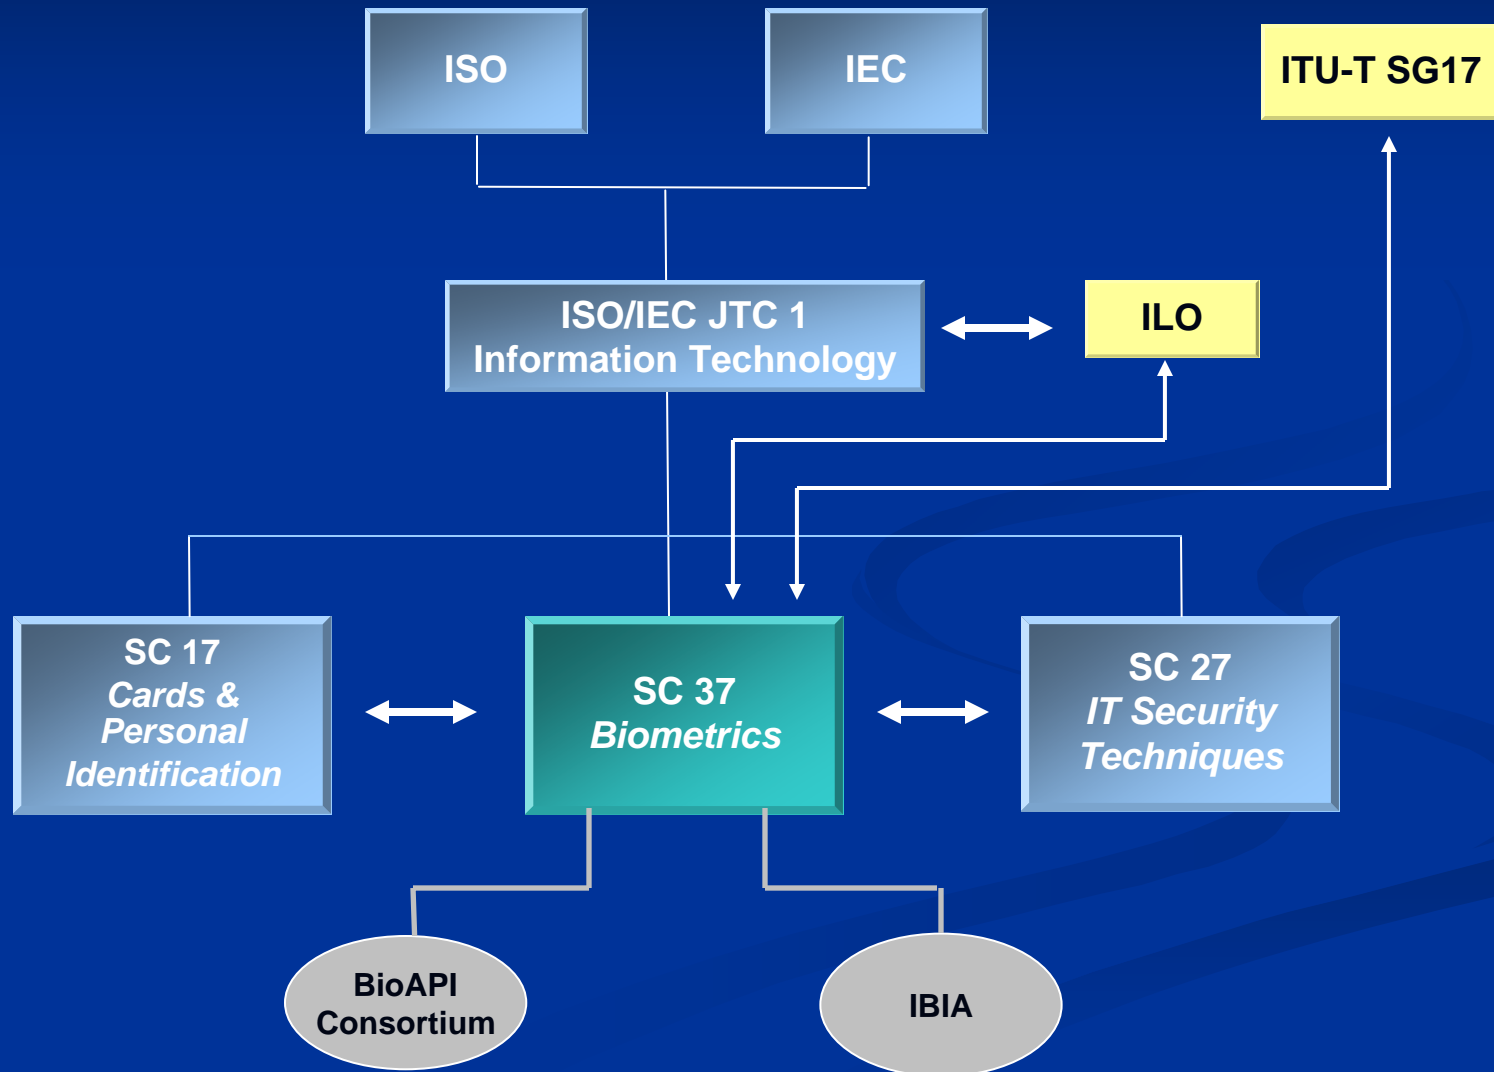 ISO
IEC
ITU-T SG17
ISO/IEC JTC 1
Information Technology
ILO
SC 17
Cards &
Personal
Identification
SC 37
Biometrics
SC 27
IT Security
Techniques
BioAPI
Consortium
IBIA